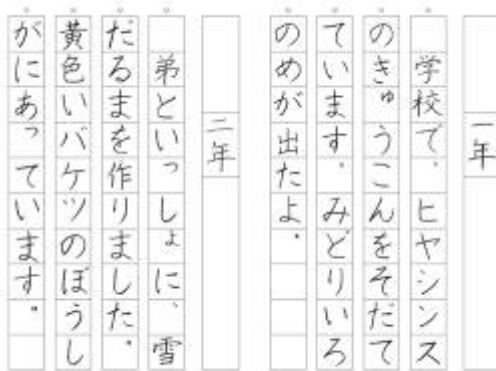 一年
学校で、ヒヤシンス
のきゅうこんをそだて
ています。みどりいろ
のめが出たよ。
二年
弟といっしょに、雪
だるまを作りました。
黄色いバケツのぼうし
がにあっています。